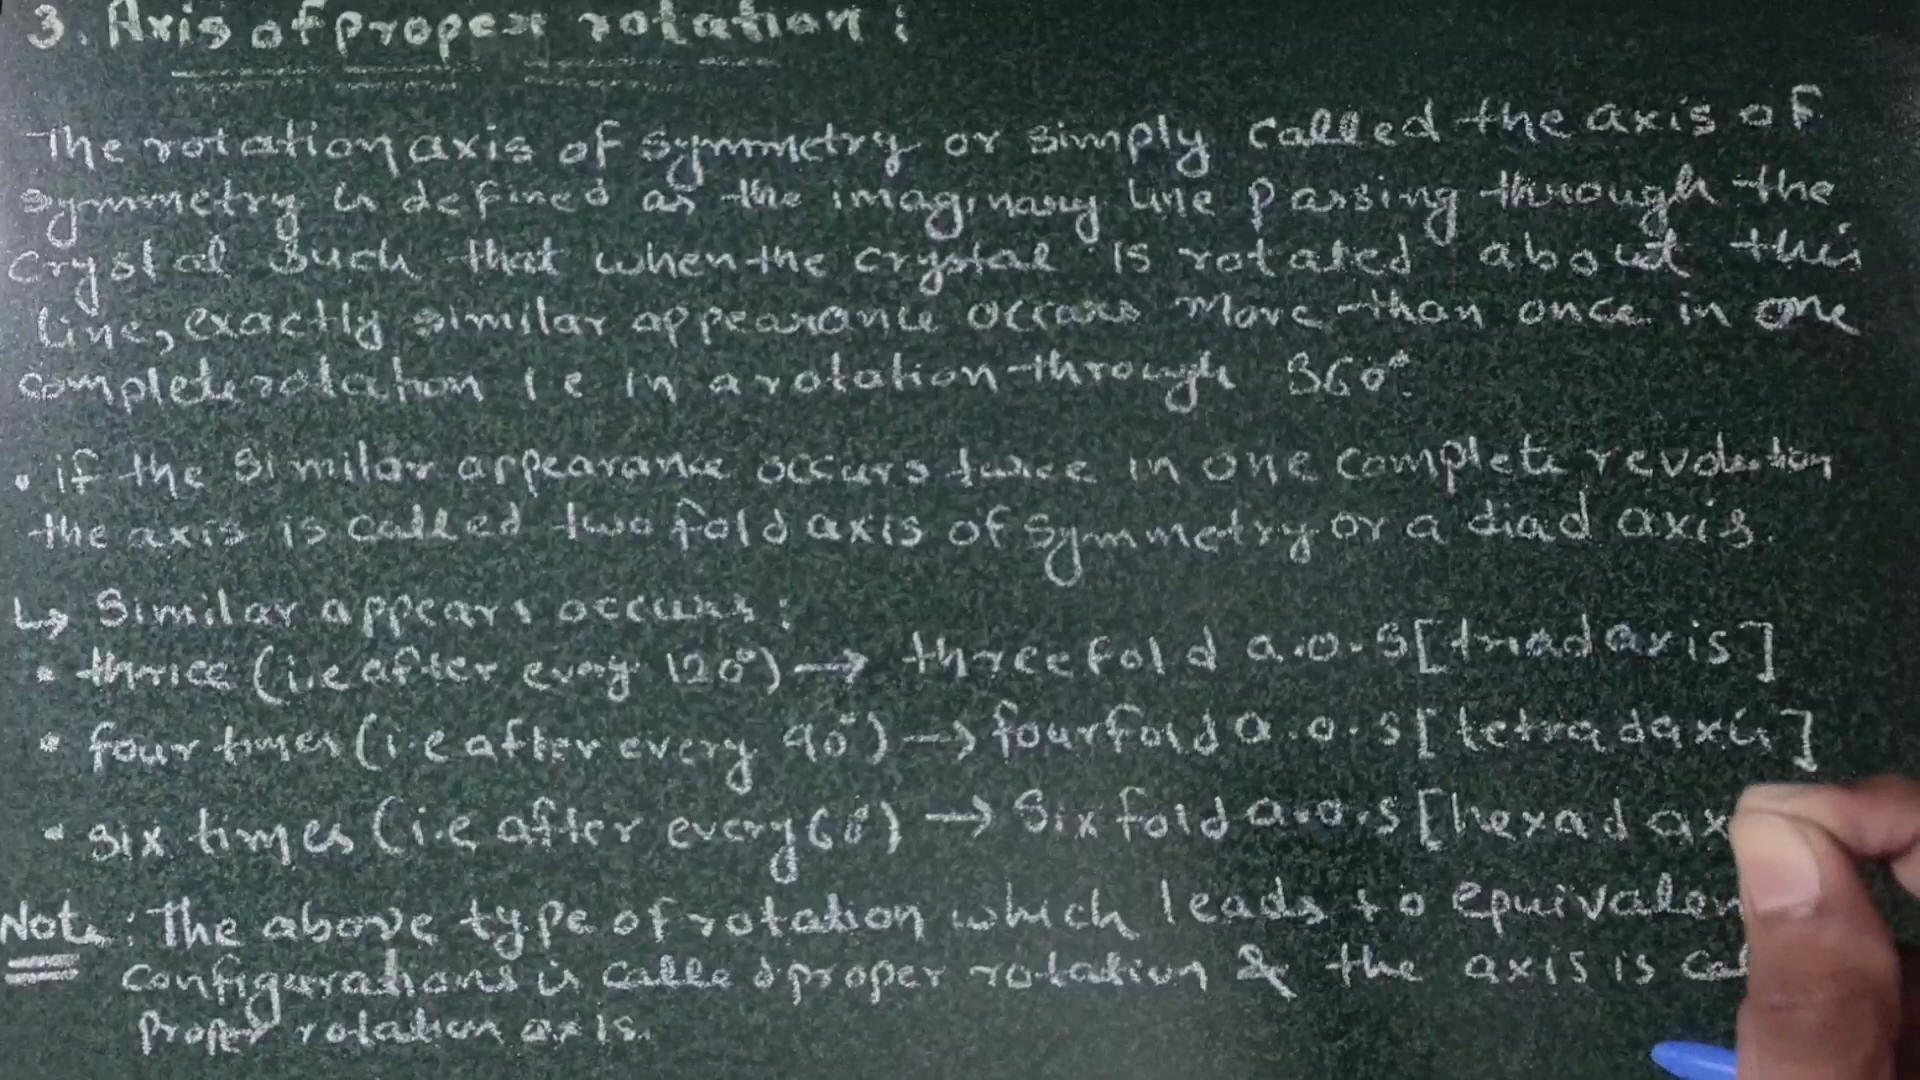 3. Axis of proper rotation:
The rotation axis of symmetry or simply called the axis of
symmetry is defined as the imaginary line passing through the
crystal such that when the crystal is rotated about this
line, exactly similar appearance occurs more than once in one
complete rotation i e in a rotation through 360°.
• if the similar appearance occurs twice in one complete revolution
the axis is called two fold axis of symmetry or a diad axis.
↳ Similar appears occurs:
• thrice (i.e after every 120°) → three fold a.o.s [triad axis]
• four times (i.e after every 90°) → fourfold a.o.s [tetrad axis]
• six times (i.e after every 60°) → Six fold a.o.s [hexad ax
Note: The above type of rotation which leads to equivalen
configurations is called proper rotation & the axis is cal
proper rotation axis.